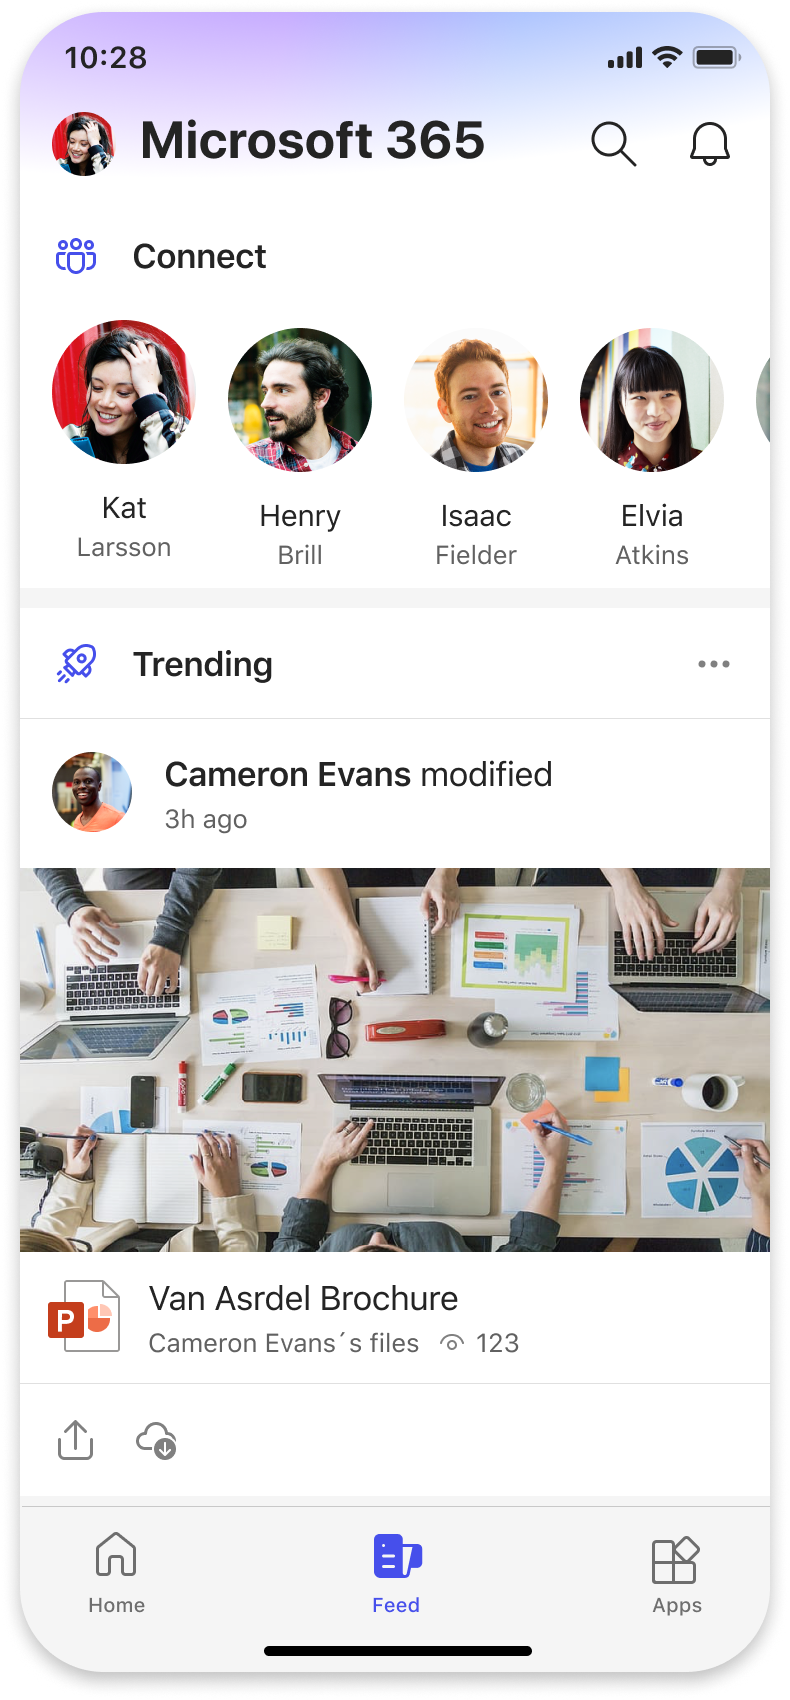 10:28
Microsoft 365
Connect
Kat
Larsson
Henry
Brill
Isaac
Fielder
Elvia
Atkins
Trending
Cameron Evans modified
3h ago
P
Van Asrdel Brochure
Cameron Evans´s files 123
Home
Feed
Apps